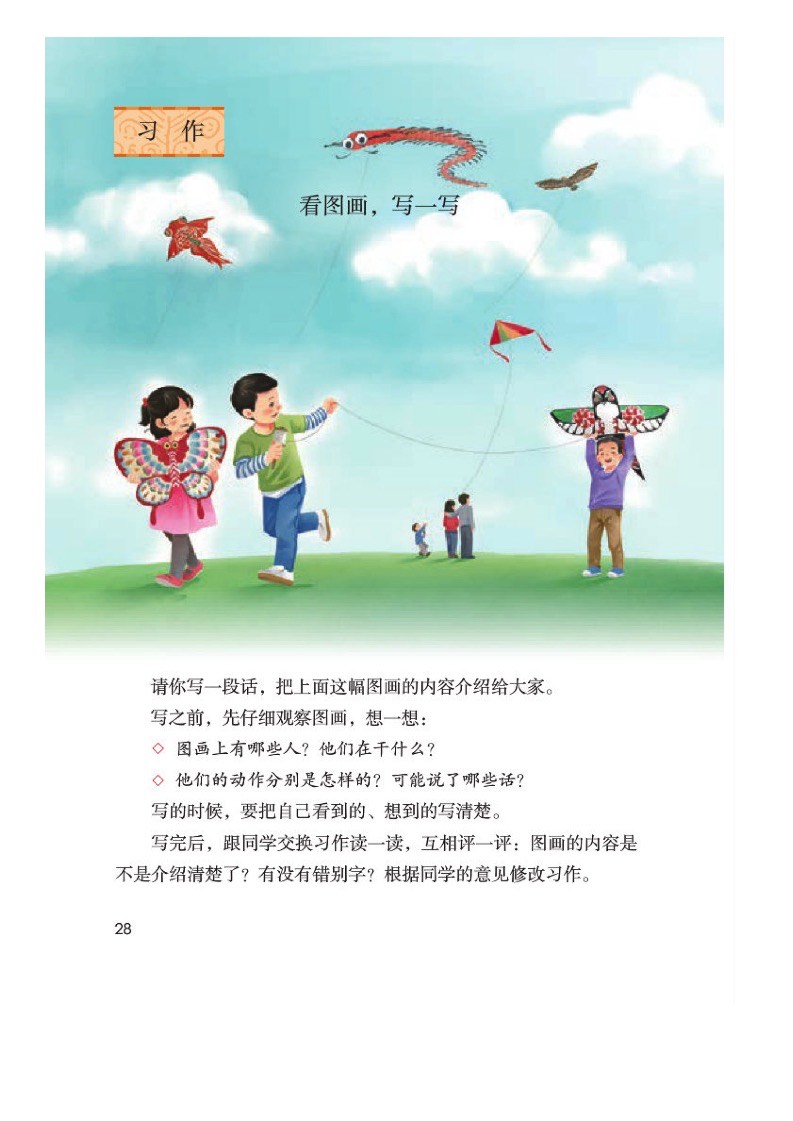 习 作
看图画，写一写
请你写一段话，把上面这幅图画的内容介绍给大家。
写之前，先仔细观察图画，想一想：
◇ 图画上有哪些人？他们在干什么？
◇ 他们的动作分别是怎样的？可能说了哪些话？
写的时候，要把自己看到的、想到的写清楚。
写完后，跟同学交换习作读一读，互相评一评：图画的内容是
不是介绍清楚了？有没有错别字？根据同学的意见修改习作。
28